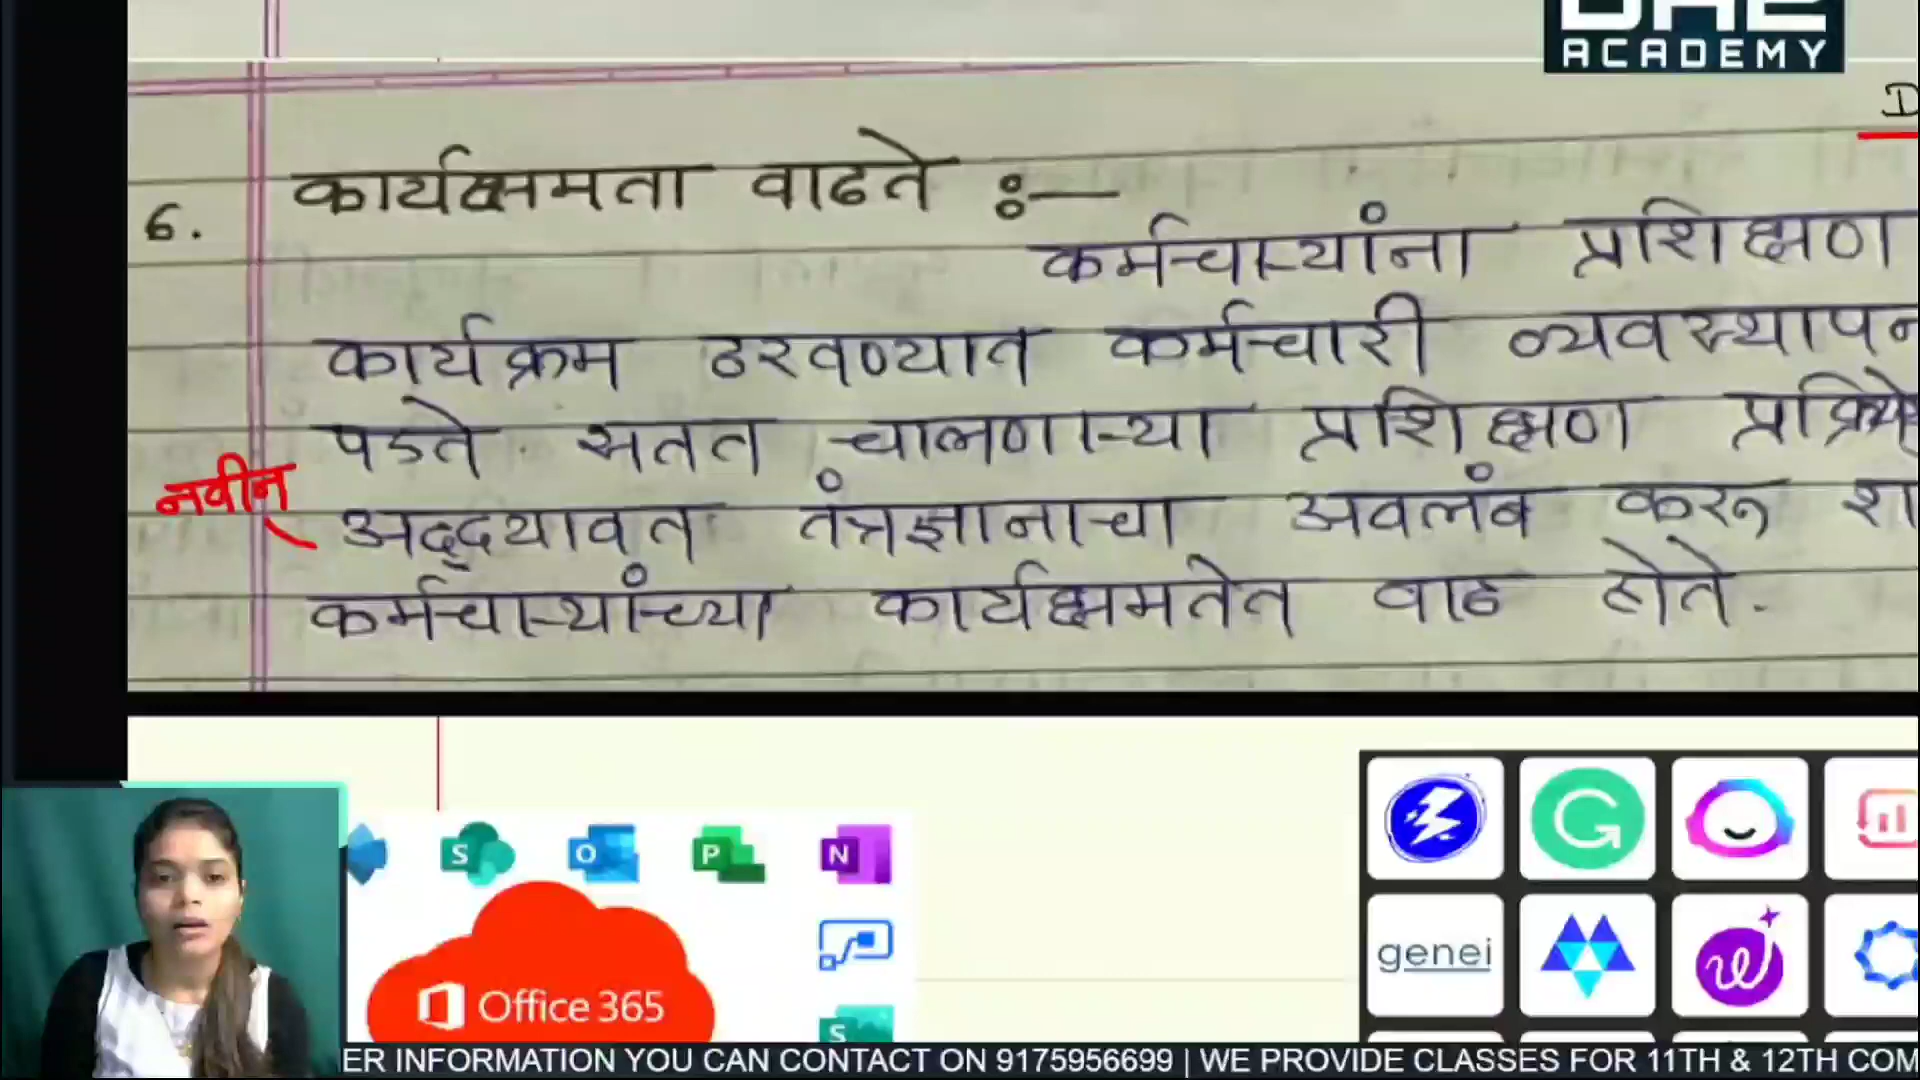 ACADEMY
D
6. कार्यक्षमता वाढते :—
कर्मचाऱ्यांना प्रशिक्षण
कार्यक्रम ठरवण्यात कर्मचारी व्यवस्थापन
पडते. सतत चालणाऱ्या प्रशिक्षण
नवीन
अद्दयावत तंत्रज्ञानाचा अवलंब करू
कर्मचाऱ्यांच्या कार्यक्षमतेत वाढ होते.
S O P N
G
genei
w
Office 365
S
ER INFORMATION YOU CAN CONTACT ON 9175956699 | WE PROVIDE CLASSES FOR 11TH & 12TH COM